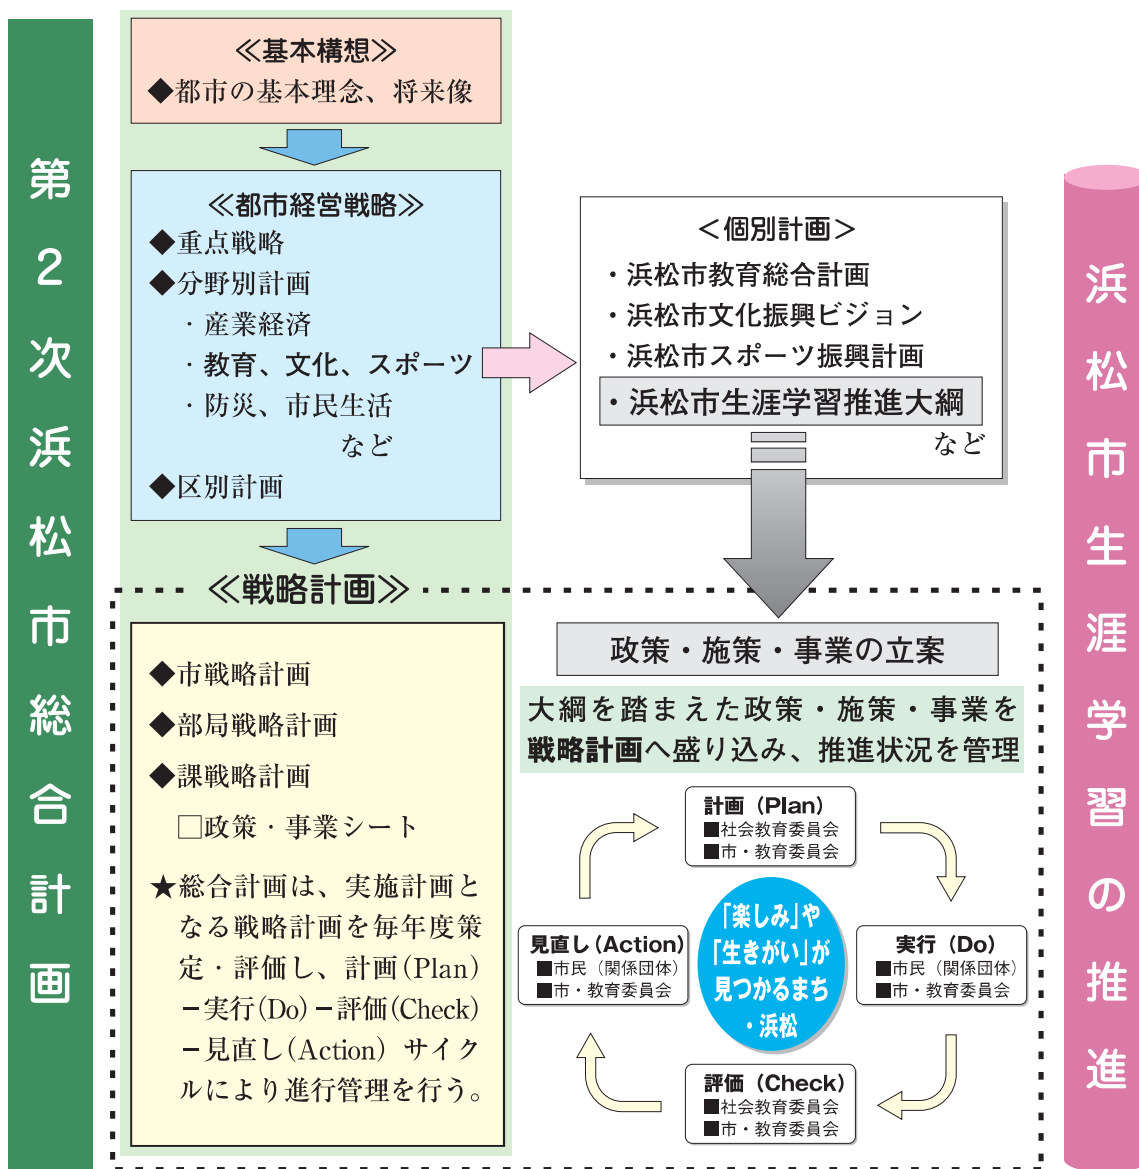 第2次浜松市総合計画
≪基本構想≫
◆都市の基本理念、将来像
≪都市経営戦略≫
◆重点戦略
◆分野別計画
・産業経済
・教育、文化、スポーツ
・防災、市民生活
など
◆区別計画
＜個別計画＞
・浜松市教育総合計画
・浜松市文化振興ビジョン
・浜松市スポーツ振興計画
・浜松市生涯学習推進大綱
など
≪戦略計画≫
◆市戦略計画
◆部局戦略計画
◆課戦略計画
□政策・事業シート
★総合計画は、実施計画と
なる戦略計画を毎年度策
定・評価し、計画(Plan)
－実行(Do)－評価(Check)
－見直し(Action) サイク
ルにより進行管理を行う。
政策・施策・事業の立案
大綱を踏まえた政策・施策・事業を
戦略計画へ盛り込み、推進状況を管理
計画（Plan）
■社会教育委員会
■市・教育委員会
実行（Do）
■市民（関係団体）
■市・教育委員会
評価（Check）
■社会教育委員会
■市・教育委員会
見直し（Action）
■市民（関係団体）
■市・教育委員会
「楽しみ」や
「生きがい」が
見つかるまち
・浜松
浜松市生涯学習の推進